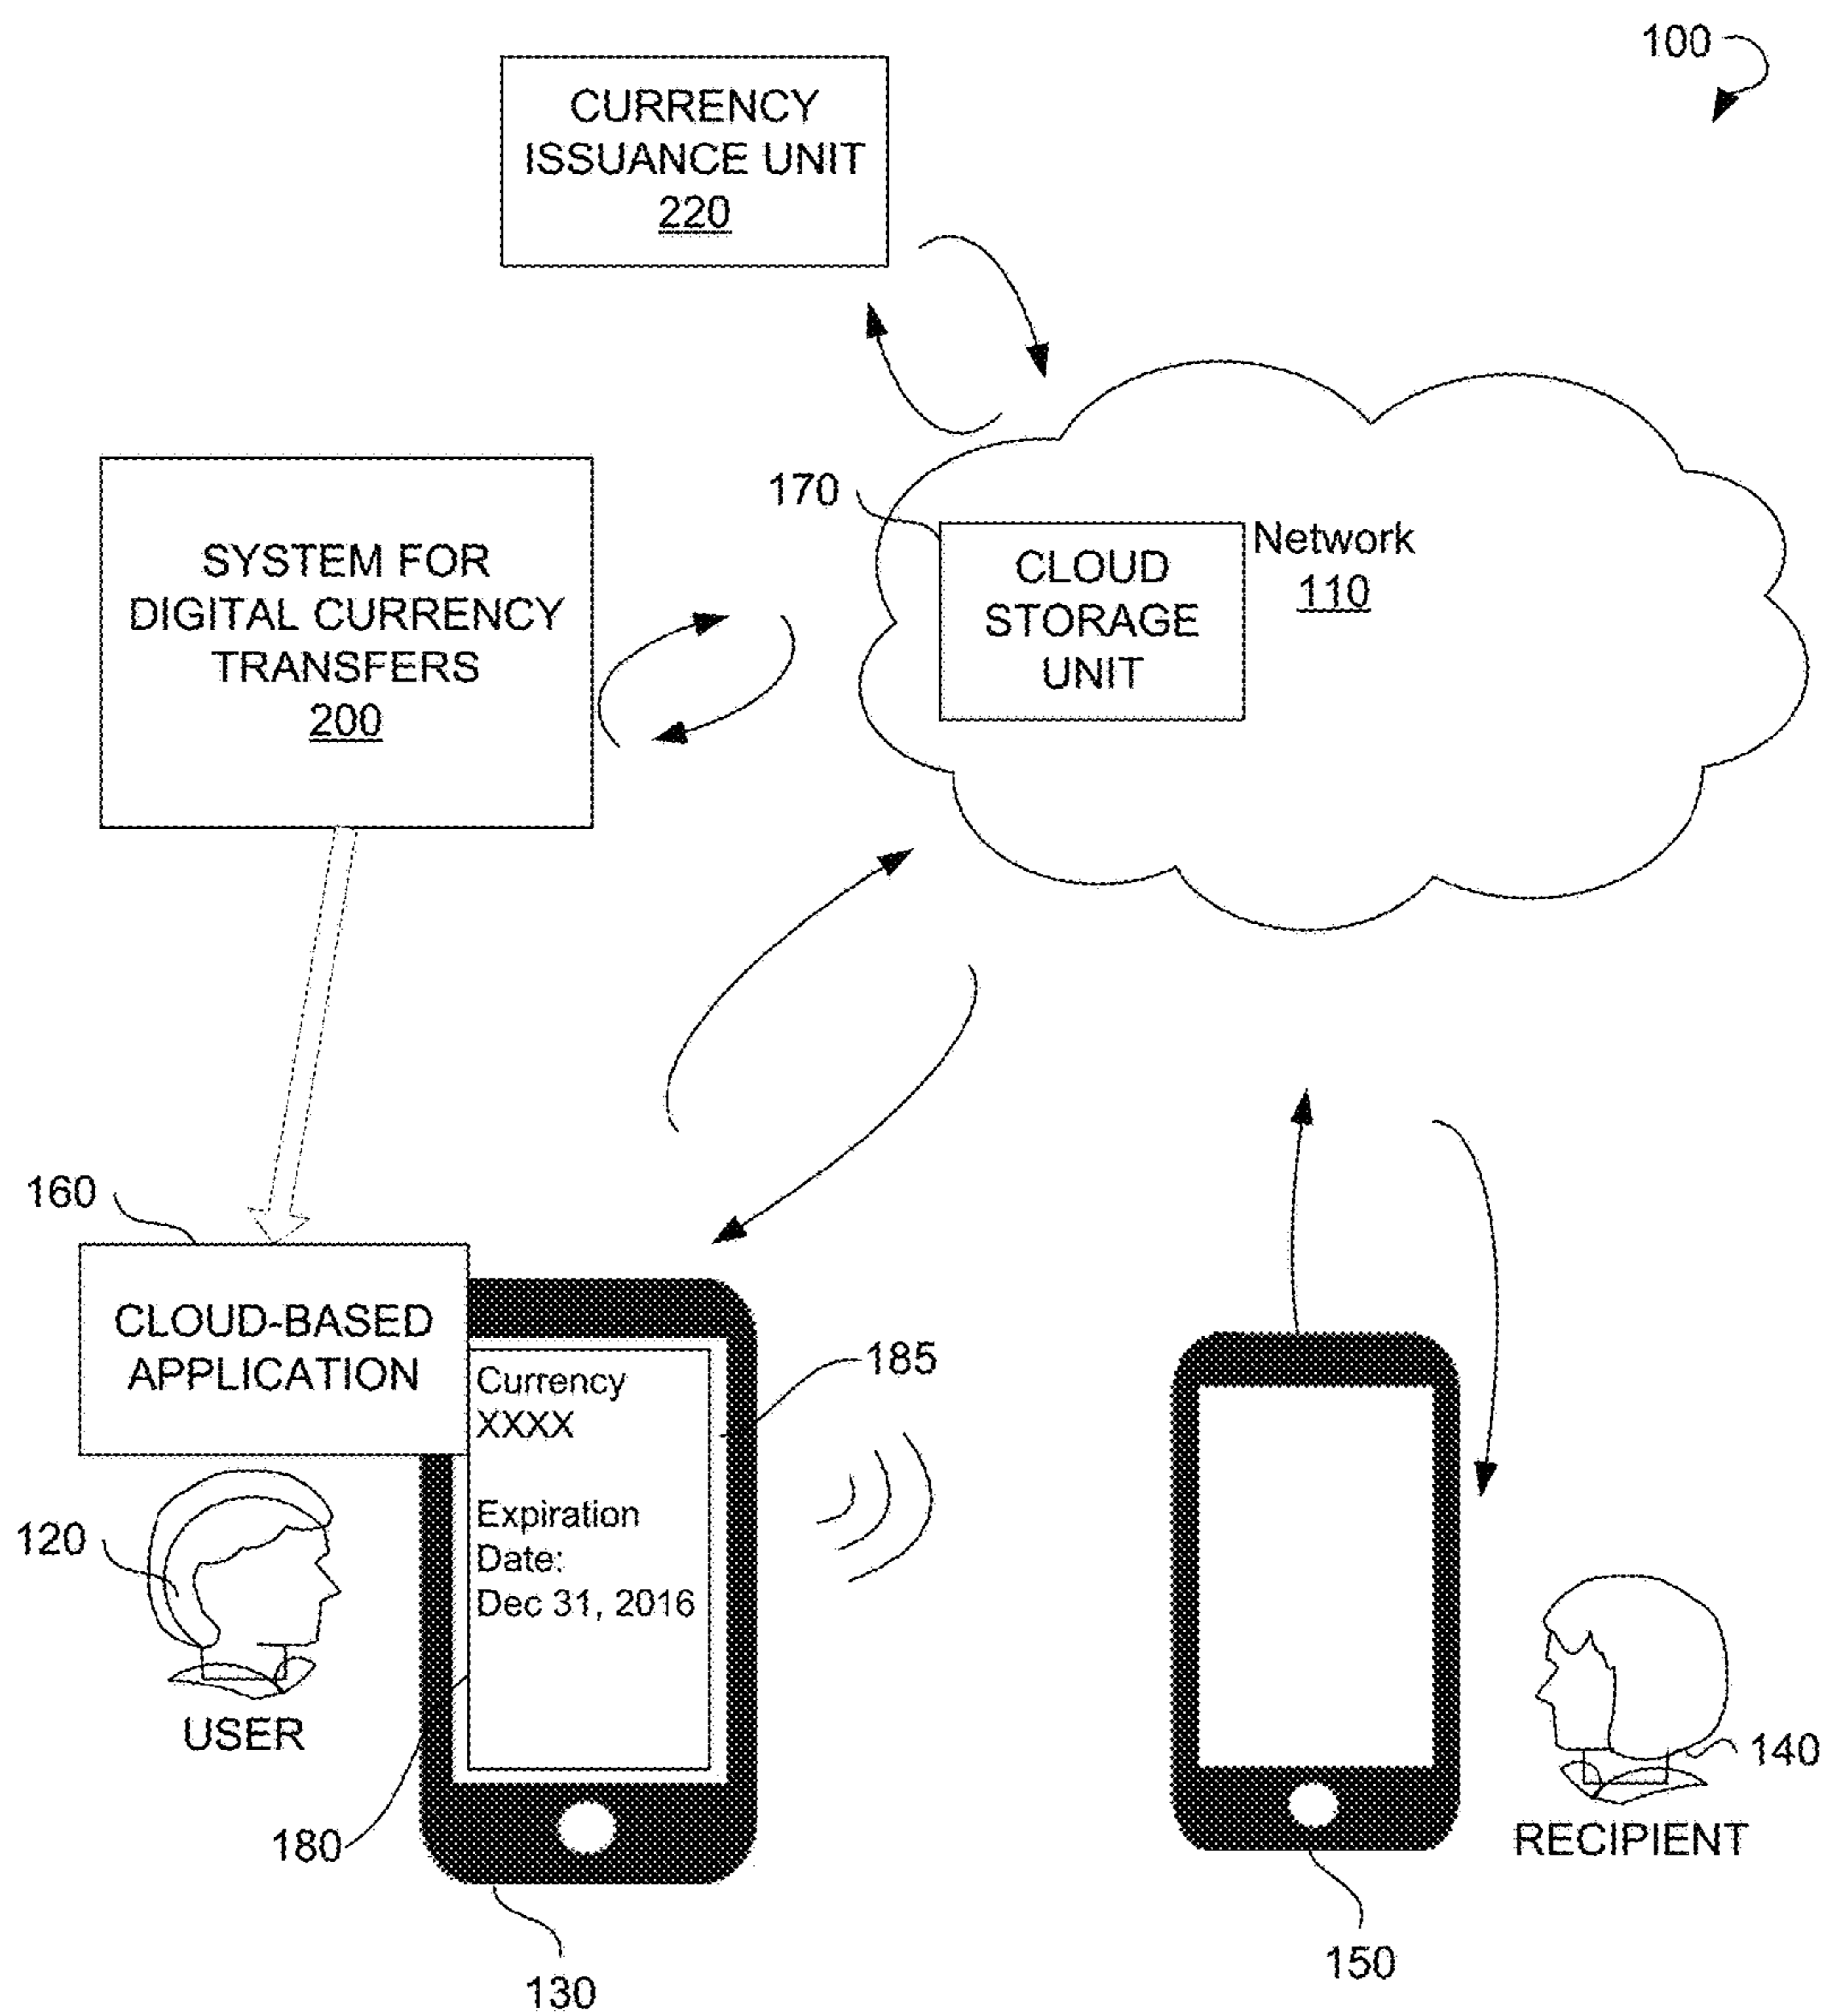 100
CURRENCY
ISSUANCE UNIT
220
170
Network
110
CLOUD
STORAGE
UNIT
SYSTEM FOR
DIGITAL CURRENCY
TRANSFERS
200
160
CLOUD-BASED
APPLICATION
Currency
XXXX
Expiration
Date:
Dec 31, 2016
185
120
USER
180
130
140
RECIPIENT
150